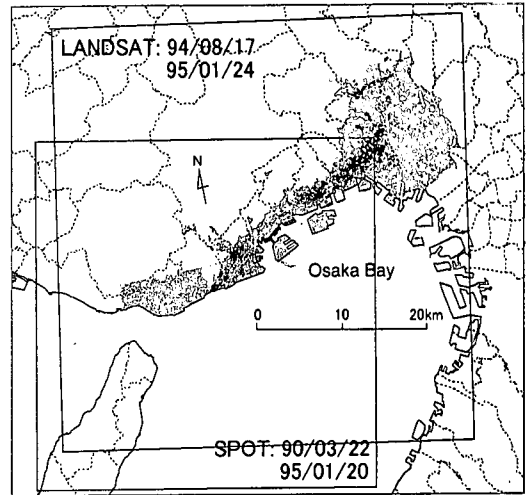 LANDSAT: 94/08/17
95/01/24
N
Osaka Bay
0 10 20km
SPOT: 90/03/22
95/01/20